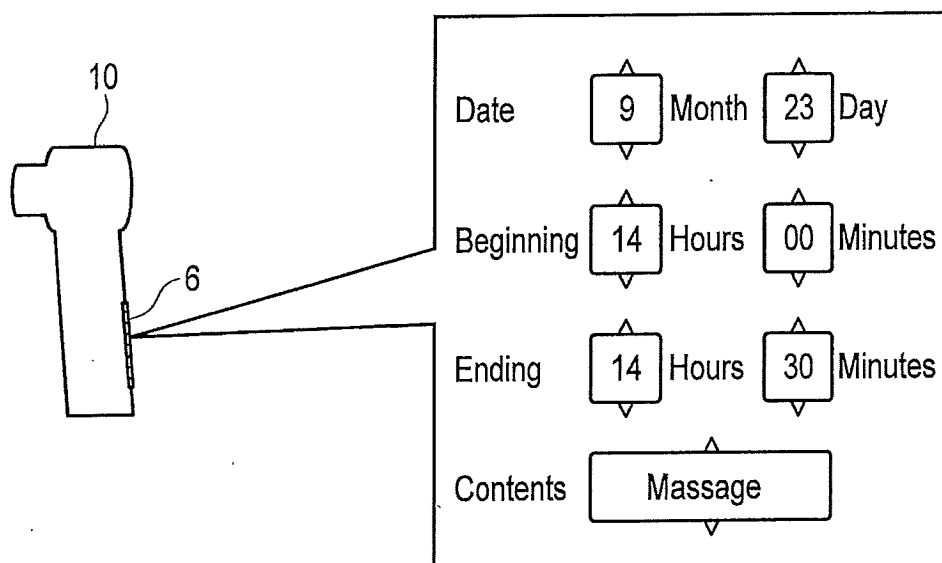 10
6
Date 9 Month 23 Day
Beginning 14 Hours 00 Minutes
Ending 14 Hours 30 Minutes
Contents Massage